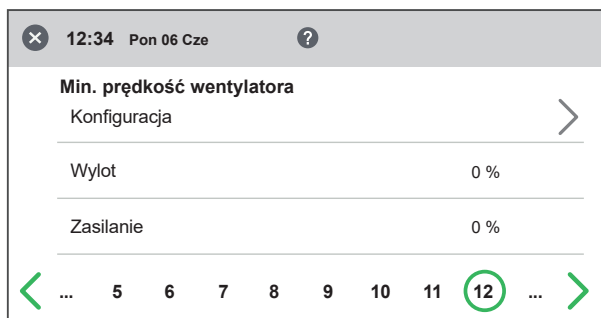 12:34 Pon 06 Cze ?
Min. prędkość wentylatora
Konfiguracja
Wylot 0 %
Zasilanie 0 %
... 5 6 7 8 9 10 11 12 ...